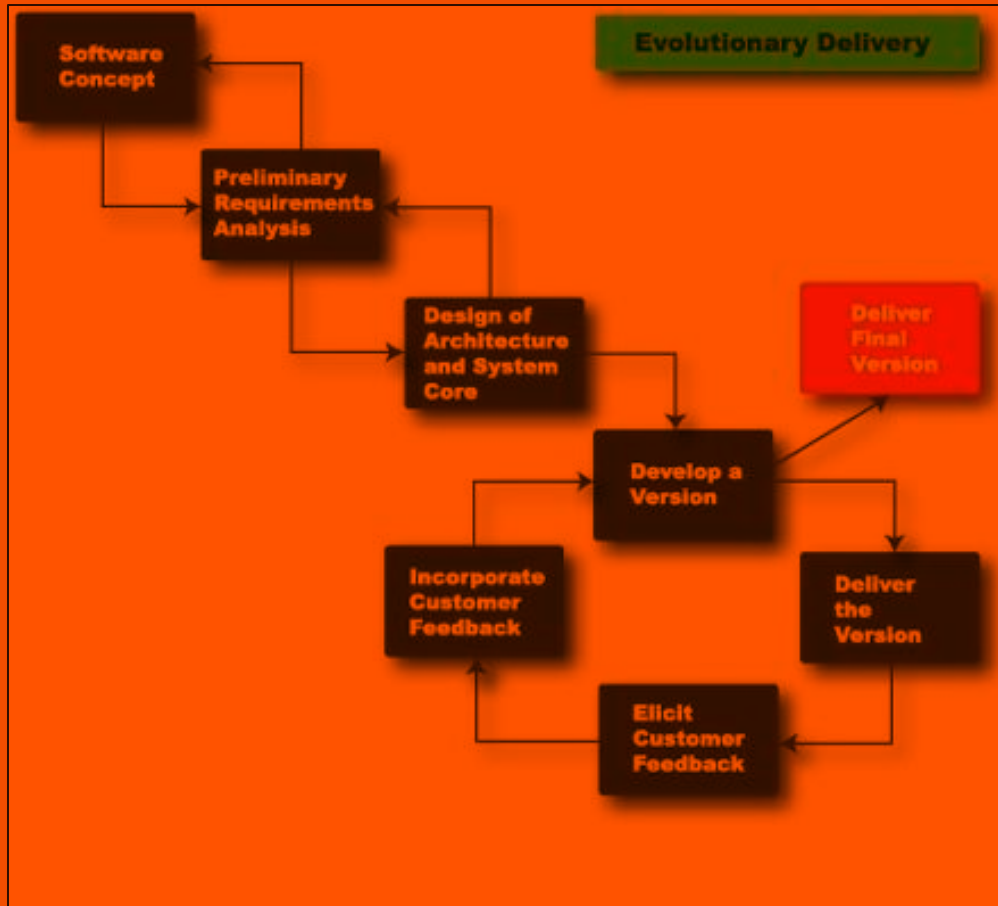 Evolutionary Delivery
Software
Concept
Preliminary
Requirements
Analysis
Design of
Architecture
and System
Core
Deliver
Final
Version
Develop a
Version
Incorporate
Customer
Feedback
Deliver
the
Version
Elicit
Customer
Feedback